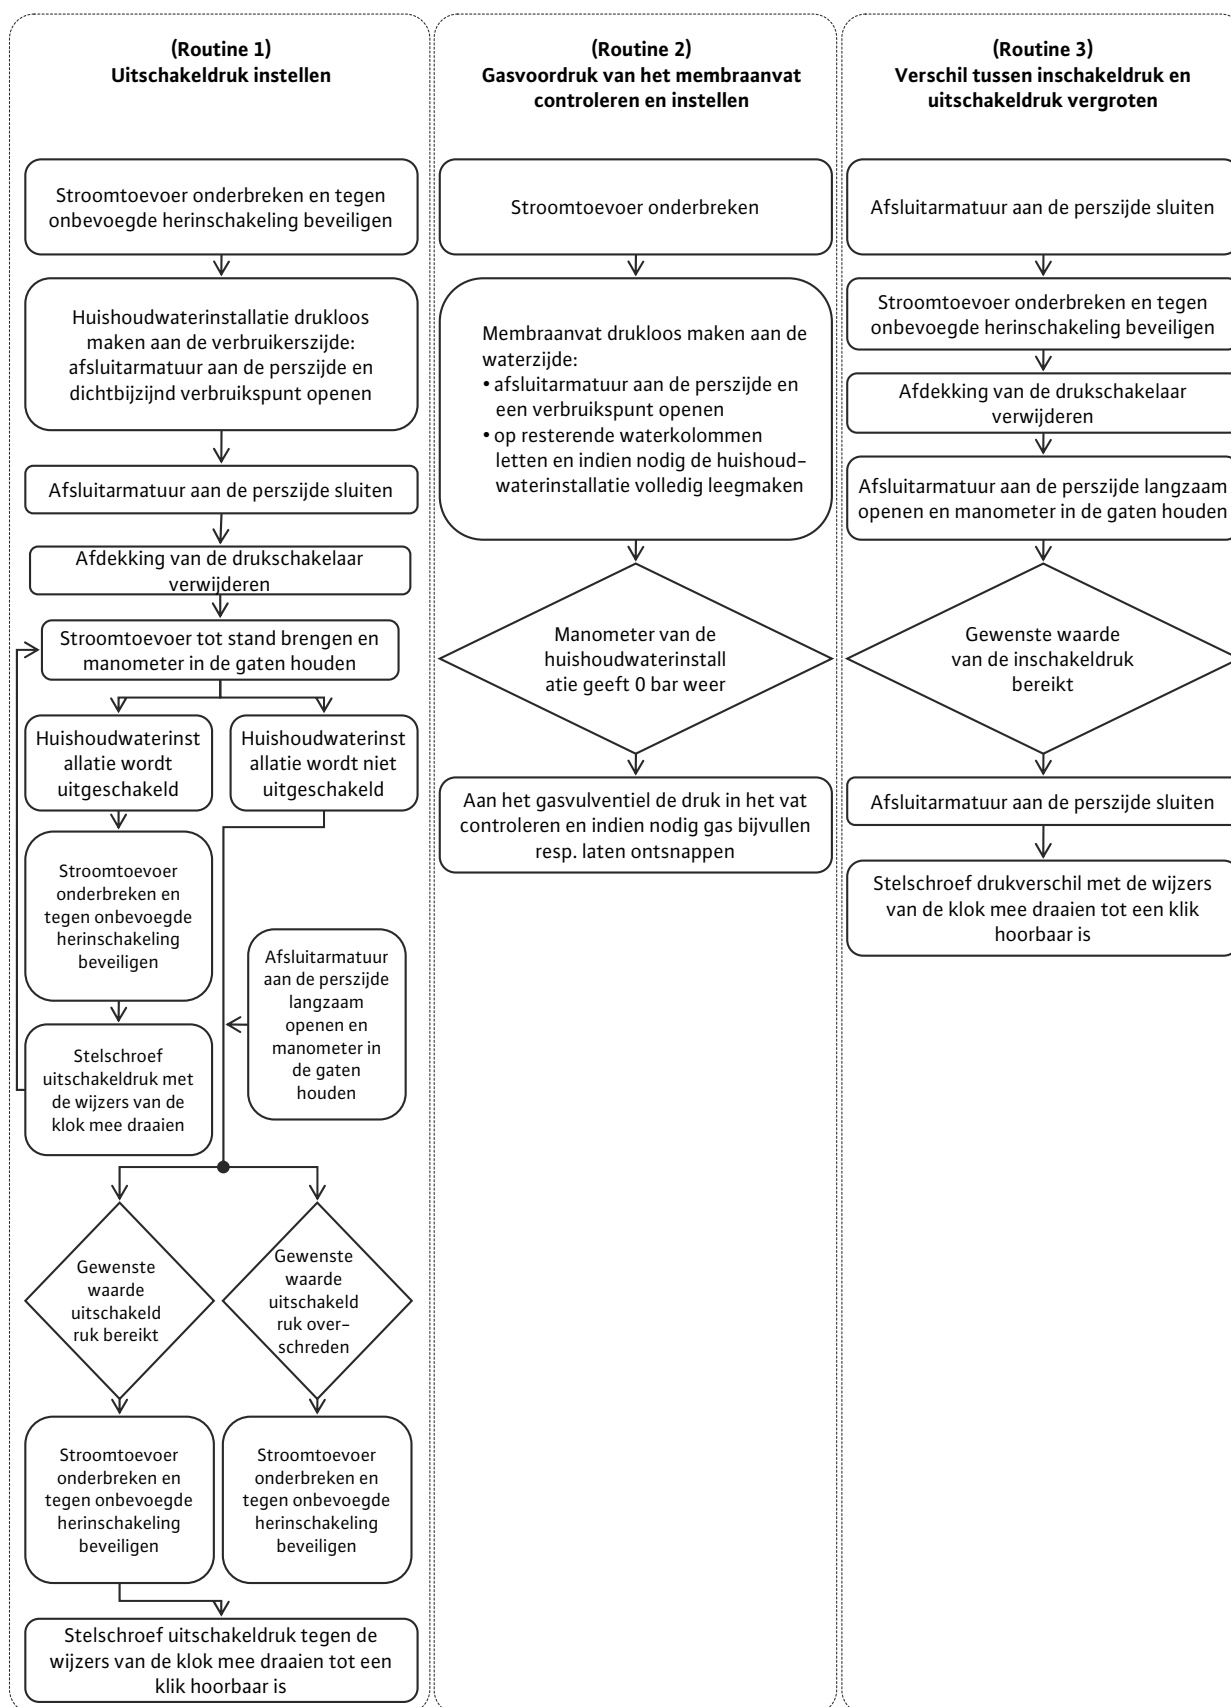 (Routine 1)
Uitschakeldruk instellen
Stroomtoevoer onderbreken en tegen
onbevoegde herinschakeling beveiligen
Huishoudwaterinstallatie drukloos
maken aan de verbruikerszijde:
afsluitarmatuur aan de perszijde en
dichtbijzijnd verbruikspunt openen
Afsluitarmatuur aan de perszijde sluiten
Afdekking van de drukschakelaar
verwijderen
Stroomtoevoer tot stand brengen en
manometer in de gaten houden
Huishoudwaterinst
allatie wordt
uitgeschakeld
Huishoudwaterinst
allatie wordt niet
uitgeschakeld
Stroomtoevoer
onderbreken en
tegen onbevoegde
herinschakeling
beveiligen
Stelschroef
uitschakeldruk met
de wijzers van de
klok mee draaien
Afsluitarmatuur
aan de perszijde
langzaam
openen en
manometer in
de gaten
houden
Gewenste
waarde
uitschakeld
ruk bereikt
Gewenste
waarde
uitschakeld
ruk over-
schreden
Stroomtoevoer
onderbreken en
tegen onbevoegde
herinschakeling
beveiligen
Stroomtoevoer
onderbreken en
tegen onbevoegde
herinschakeling
beveiligen
Stelschroef uitschakeldruk tegen de
wijzers van de klok mee draaien tot een
klik hoorbaar is
(Routine 2)
Gasvoordruk van het membraanvat
controleren en instellen
Stroomtoevoer onderbreken
Membraanvat drukloos maken aan de
waterzijde:
• afsluitarmatuur aan de perszijde en
een verbruikspunt openen
• op resterende waterkolommen
letten en indien nodig de huishoud-
waterinstallatie volledig leegmaken
Manometer van de
huishoudwaterinstall
atie geeft 0 bar weer
Aan het gasvulventiel de druk in het vat
controleren en indien nodig gas bijvullen
resp. laten ontsnappen
(Routine 3)
Verschil tussen inschakeldruk en
uitschakeldruk vergroten
Afsluitarmatuur aan de perszijde sluiten
Stroomtoevoer onderbreken en tegen
onbevoegde herinschakeling beveiligen
Afdekking van de drukschakelaar
verwijderen
Afsluitarmatuur aan de perszijde langzaam
openen en manometer in de gaten houden
Gewenste waarde
van de inschakeldruk
bereikt
Afsluitarmatuur aan de perszijde sluiten
Stelschroef drukverschil met de wijzers
van de klok mee draaien tot een klik
hoorbaar is